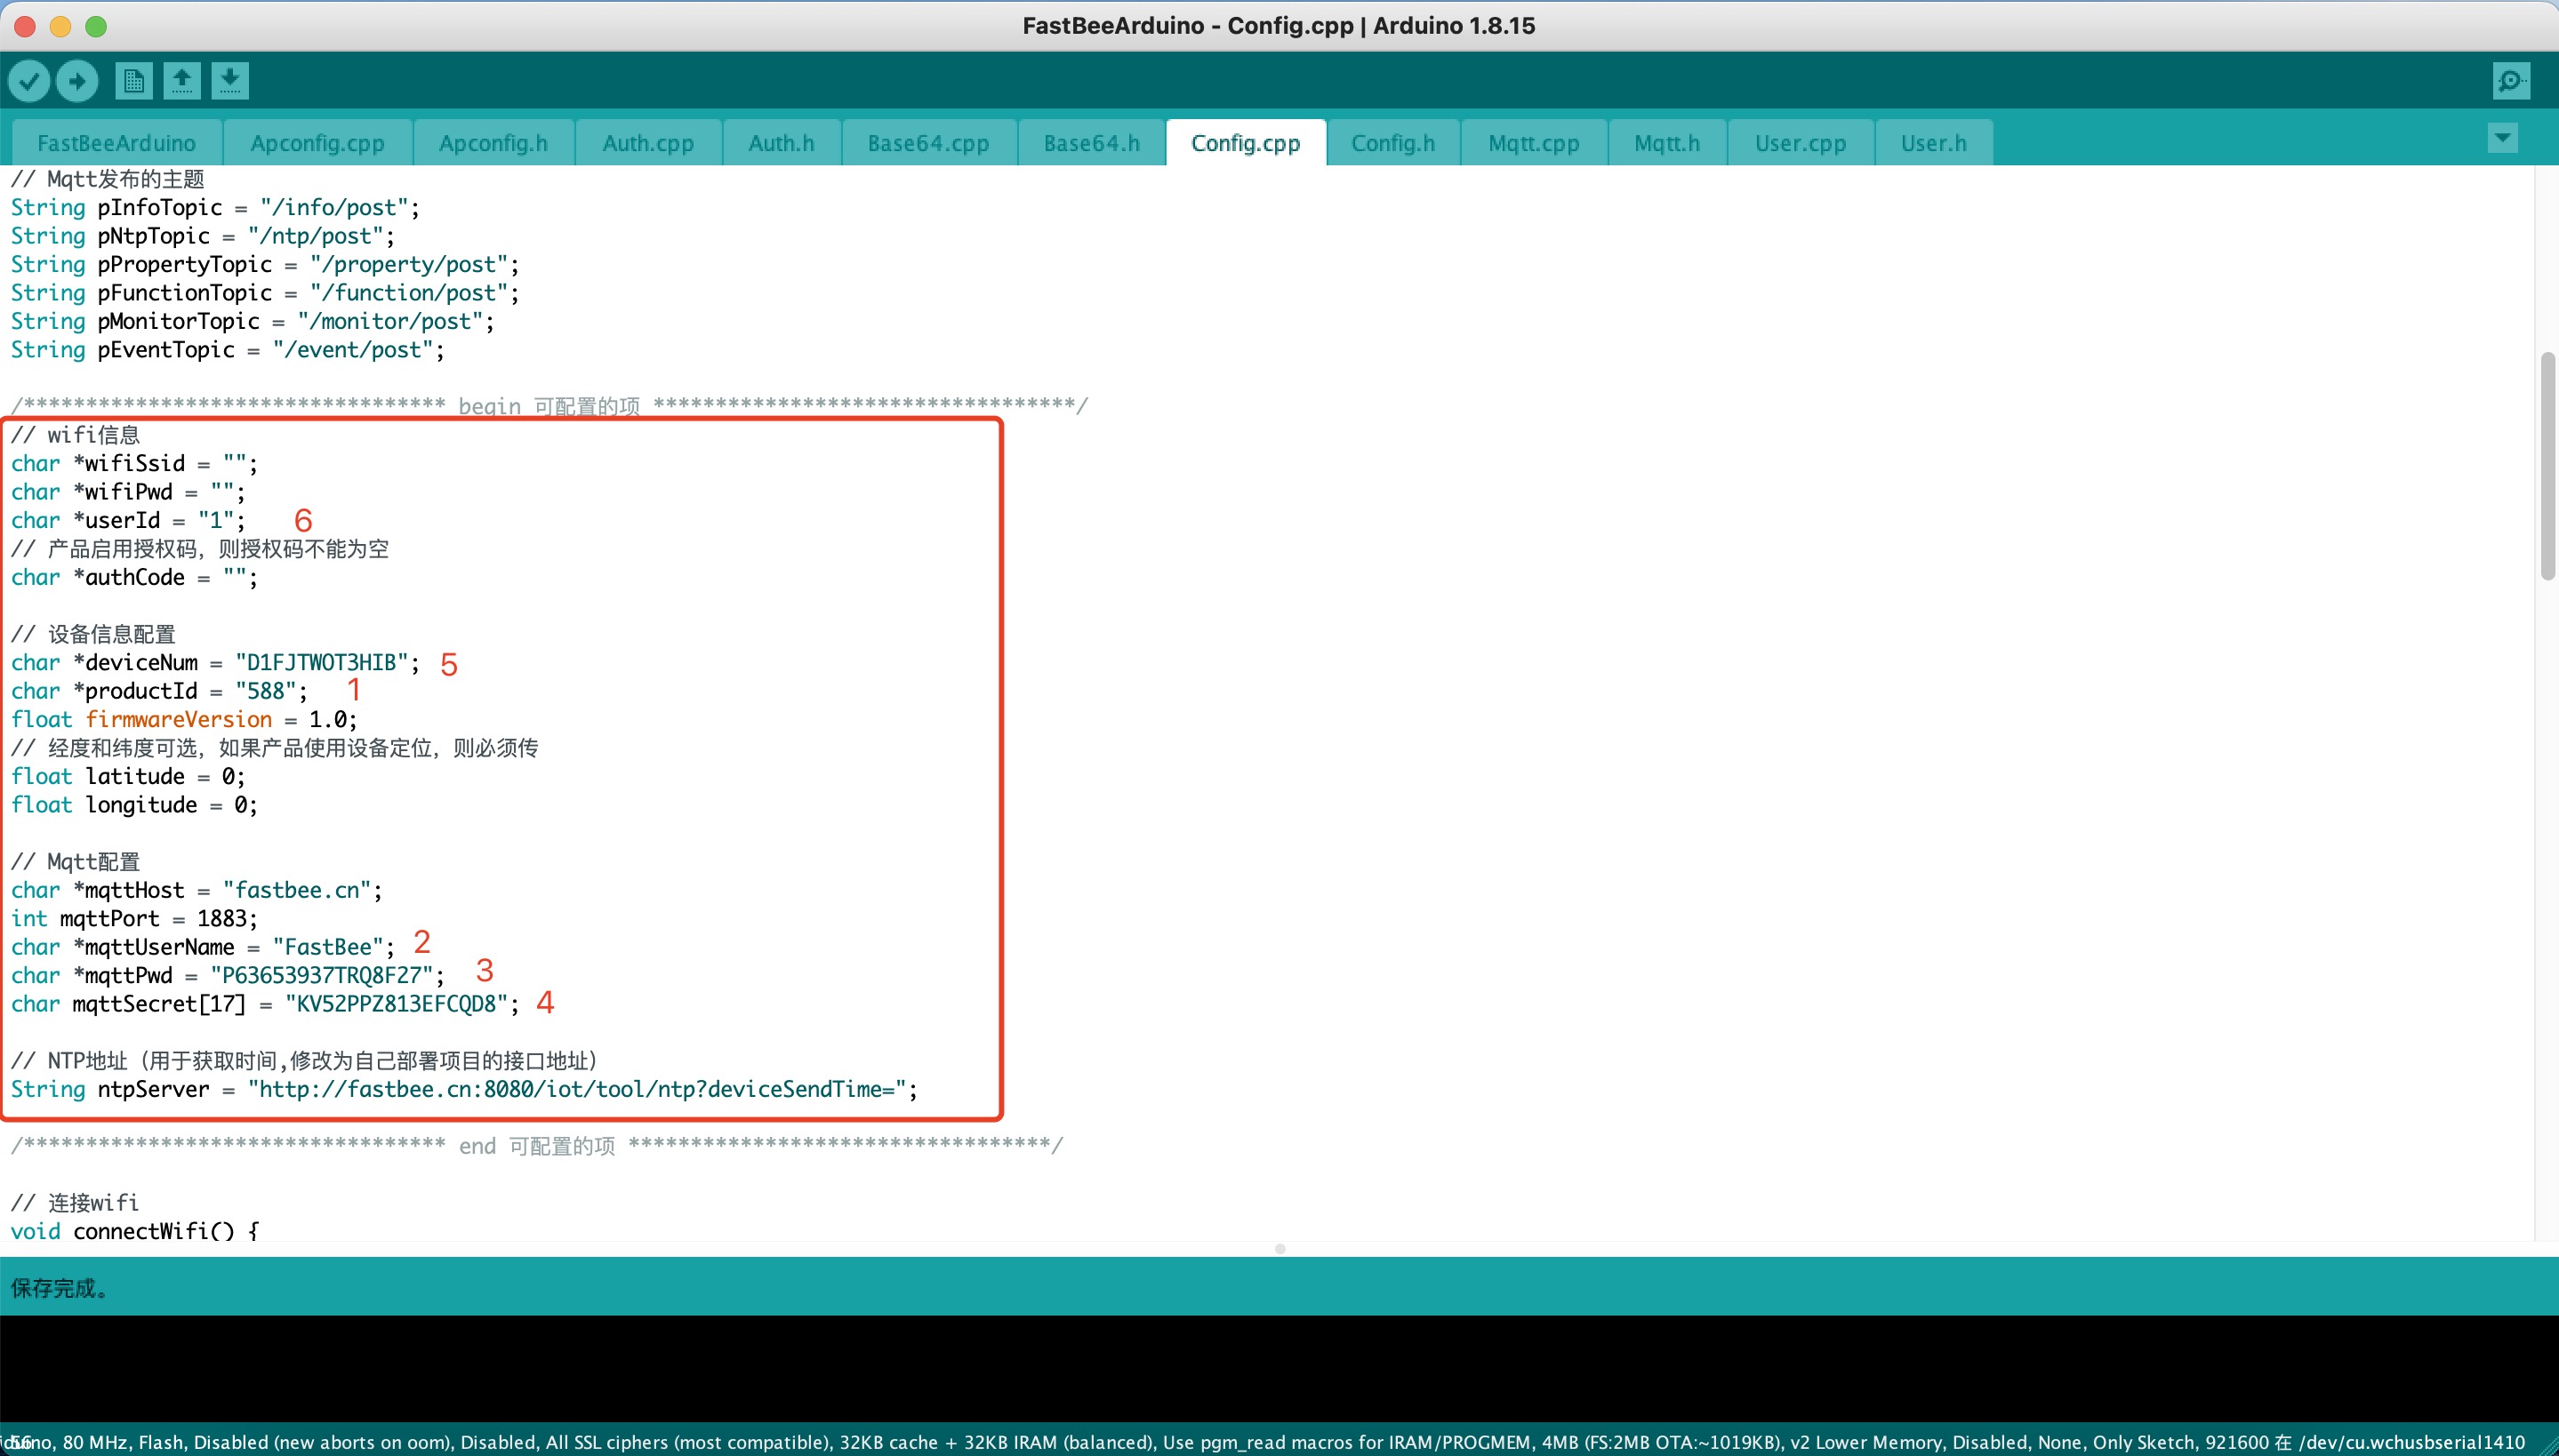 FastBeeArduino - Config.cpp | Arduino 1.8.15
FastBeeArduino Apconfig.cpp Apconfig.h Auth.cpp Auth.h Base64.cpp Base64.h Config.cpp Config.h Mqtt.cpp Mqtt.h User.cpp User.h
// Mqtt发布的主题
String pInfoTopic = "/info/post";
String pNtpTopic = "/ntp/post";
String pPropertyTopic = "/property/post";
String pFunctionTopic = "/function/post";
String pMonitorTopic = "/monitor/post";
String pEventTopic = "/event/post";
/********************************** begin 可配置的项 **********************************/
// wifi信息
char *wifiSsid = "";
char *wifiPwd = "";
char *userId = "1"; 6
// 产品启用授权码，则授权码不能为空
char *authCode = "";
// 设备信息配置
char *deviceNum = "D1FJTWOT3HIB"; 5
char *productId = "588"; 1
float firmwareVersion = 1.0;
// 经度和纬度可选，如果产品使用设备定位，则必须传
float latitude = 0;
float longitude = 0;
// Mqtt配置
char *mqttHost = "fastbee.cn";
int mqttPort = 1883;
char *mqttUserName = "FastBee"; 2
char *mqttPwd = "P63653937TRQ8F27"; 3
char mqttSecret[17] = "KV52PPZ813EFCQD8"; 4
// NTP地址（用于获取时间,修改为自己部署项目的接口地址）
String ntpServer = "http://fastbee.cn:8080/iot/tool/ntp?deviceSendTime=";
/********************************** end 可配置的项 **********************************/
// 连接wifi
void connectWifi() {
保存完成。
80 MHz, Flash, Disabled (new aborts on oom), Disabled, All SSL ciphers (most compatible), 32KB cache + 32KB IRAM (balanced), Use pgm_read macros for IRAM/PROGMEM, 4MB (FS:2MB OTA:~1019KB), v2 Lower Memory, Disabled, None, Only Sketch, 921600 在 /dev/cu.wchusbserial1410